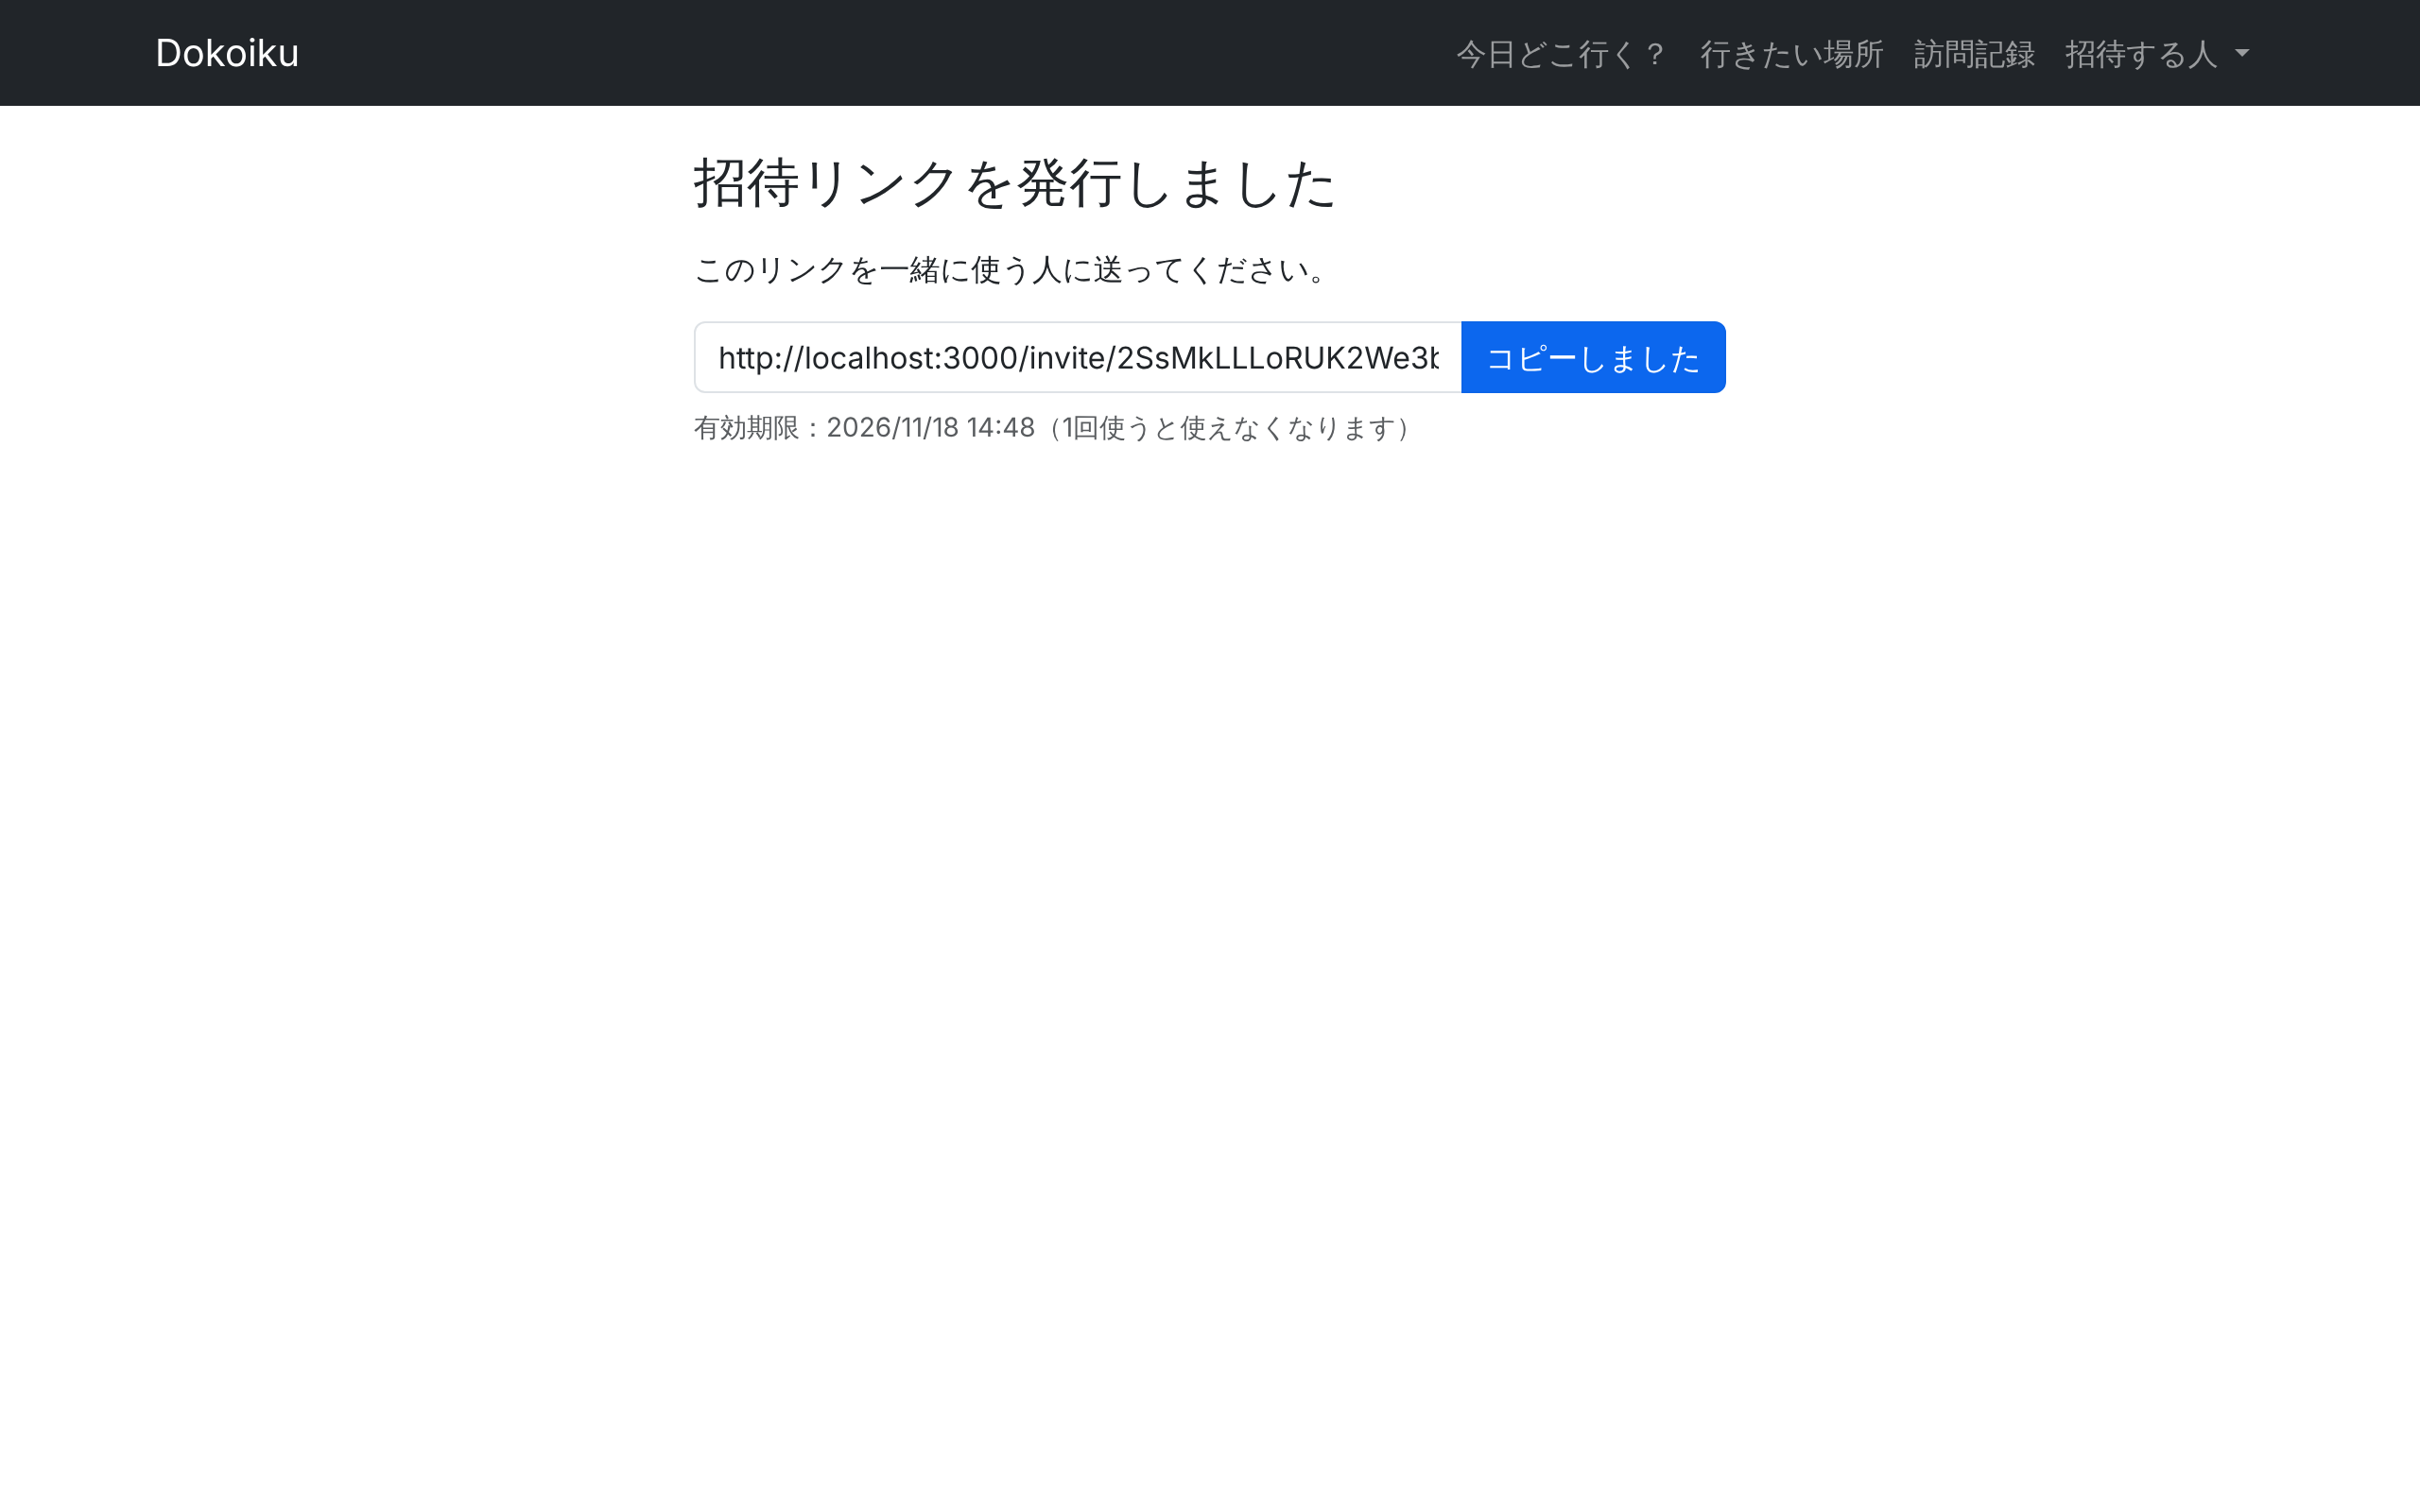 Dokoiku
今日どこ行く？ 行きたい場所 訪問記録 招待する人
招待リンクを発行しました
このリンクを一緒に使う人に送ってください。
http://localhost:3000/invite/2SsMkLLLoRUK2We3 コピーしました
有効期限：2026/11/18 14:48（1回使うと使えなくなります）